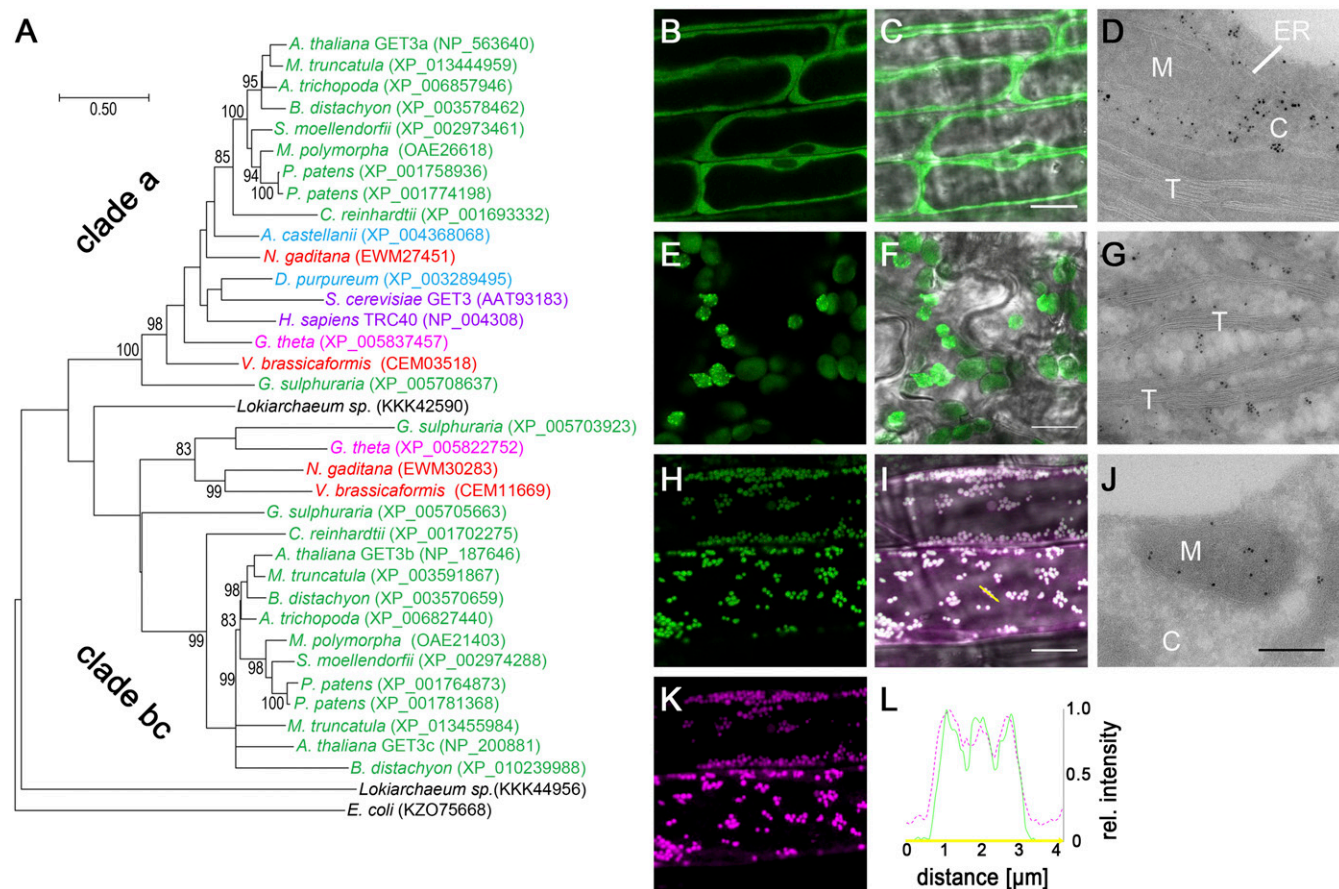 A
0.50
A. thaliana GET3a (NP_563640)
M. truncatula (XP_013444959)
A. trichopoda (XP_006857946)
B. distachyon (XP_003578462)
S. moellendorfii (XP_002973461)
M. polymorpha (OAE26618)
P. patens (XP_001758936)
P. patens (XP_001774198)
C. reinhardtii (XP_001693332)
A. castellanii (XP_004368068)
N. gaditana (EWM27451)
D. purpureum (XP_003289495)
S. cerevisiae GET3 (AAT93183)
H. sapiens TRC40 (NP_004308)
G. theta (XP_005837457)
V. brassicaformis (CEM03518)
G. sulphuraria (XP_005708637)
Lokiarchaeum sp. (KKK42590)
G. sulphuraria (XP_005703923)
G. theta (XP_005822752)
N. gaditana (EWM30283)
V. brassicaformis (CEM11669)
G. sulphuraria (XP_005705663)
C. reinhardtii (XP_001702275)
A. thaliana GET3b (NP_187646)
M. truncatula (XP_003591867)
B. distachyon (XP_003570659)
A. trichopoda (XP_006827440)
M. polymorpha (OAE21403)
S. moellendorfii (XP_002974288)
P. patens (XP_001764873)
P. patens (XP_001781368)
M. truncatula (XP_013455984)
A. thaliana GET3c (NP_200881)
B. distachyon (XP_010239988)
Lokiarchaeum sp.(KKK44956)
E. coli (KZO75668)
95
100
85
94
100
98
100
83
99
98
83
99
99
98
100
clade a
clade bc
B
C
D
ER
M
C
T
E
F
G
T
T
H
I
J
M
C
K
L
1.0
0.5
0
rel. intensity
0 1 2 3 4
distance [µm]